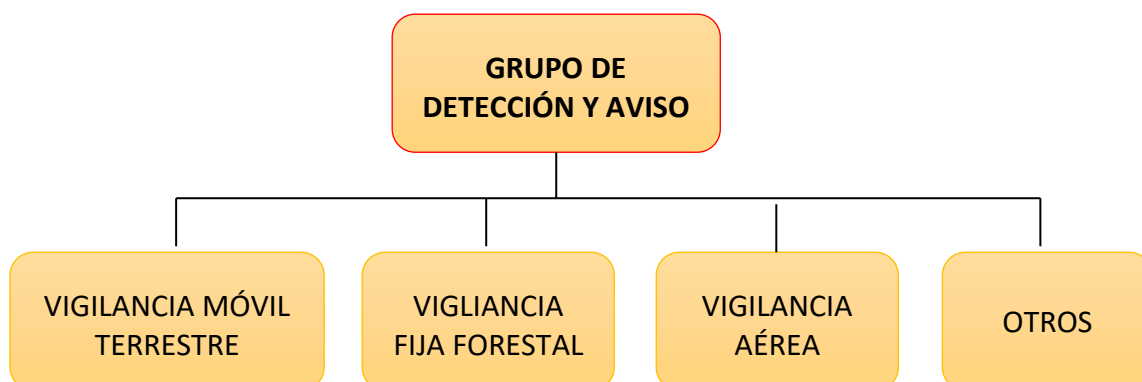 GRUPO DE
DETECCIÓN Y AVISO
VIGILANCIA MÓVIL
TERRESTRE
VIGLIANCIA
FIJA FORESTAL
VIGILANCIA
AÉREA
OTROS